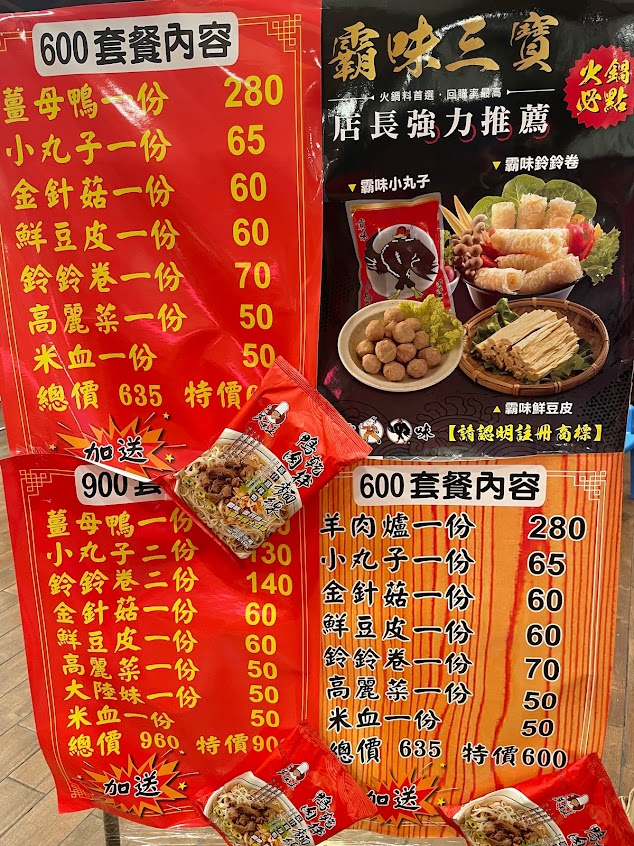 600套餐內容
薑母鴨一份 280
小丸子一份 65
金針菇一份 60
鮮豆皮一份 60
鈴鈴卷一份 70
高麗菜一份 50
米血一份 50
總價 635 特價
加送
霸味三寶
火鍋必點
火鍋料首選・回購率最高
店長強力推薦
▼霸味小丸子
▼霸味鈴鈴卷
▲霸味鮮豆皮
味【請認明註冊商標】
900套
薑母鴨一份
小丸子二份 130
鈴鈴卷二份 140
金針菇一份 60
鮮豆皮一份 60
高麗菜一份 50
大陸妹一份 50
米血一份 50
總價 960 特價90
加送
600套餐內容
羊肉爐一份 280
小丸子一份 65
金針菇一份 60
鮮豆皮一份 60
鈴鈴卷一份 70
高麗菜一份 50
米血一份 50
總價 635 特價600
加送